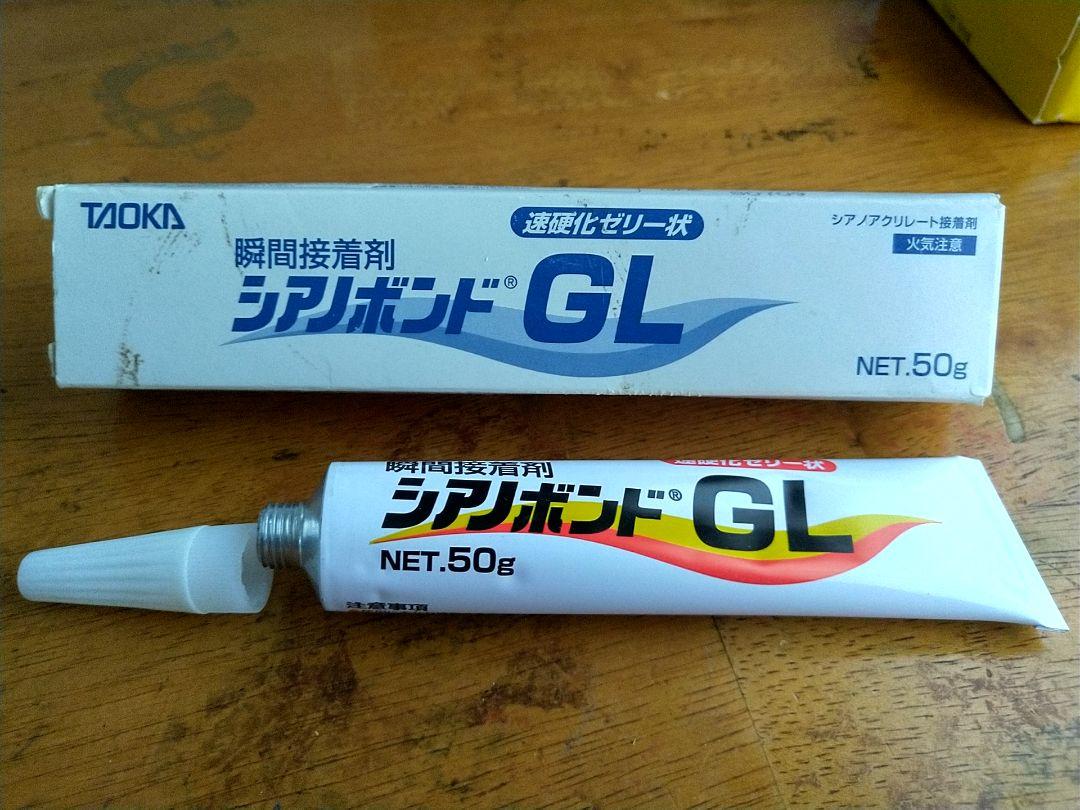 TAOKA
速硬化ゼリー状
シアノアクリレート接着剤
火気注意
瞬間接着剤
シアノボンド® GL
NET.50g
瞬間接着剤
速硬化ゼリー状
シアノボンド® GL
NET.50g
注意事項